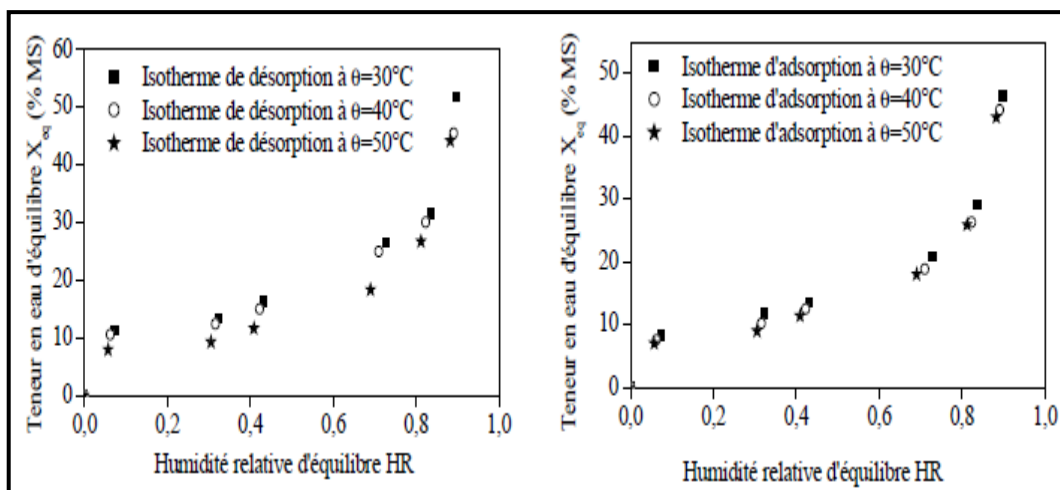 Teneur en eau d'équilibre X_eq (% MS)
60
50
40
30
20
10
0
■ Isotherme de désorption à θ=30°C
○ Isotherme de désorption à θ=40°C
★ Isotherme de désorption à θ=50°C
0,0 0,2 0,4 0,6 0,8 1,0
Humidité relative d'équilibre HR
Teneur en eau d'équilibre X_eq (% MS)
50
40
30
20
10
0
■ Isotherme d'adsorption à θ=30°C
○ Isotherme d'adsorption à θ=40°C
★ Isotherme d'adsorption à θ=50°C
0,0 0,2 0,4 0,6 0,8 1,0
Humidité relative d'équilibre HR